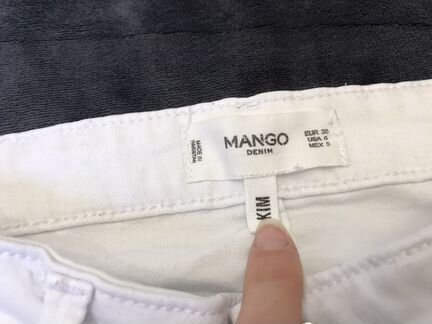 MADE IN
PAKISTAN
MANGO
DENIM
EUR 38
USA 6
MEX 5
KIM